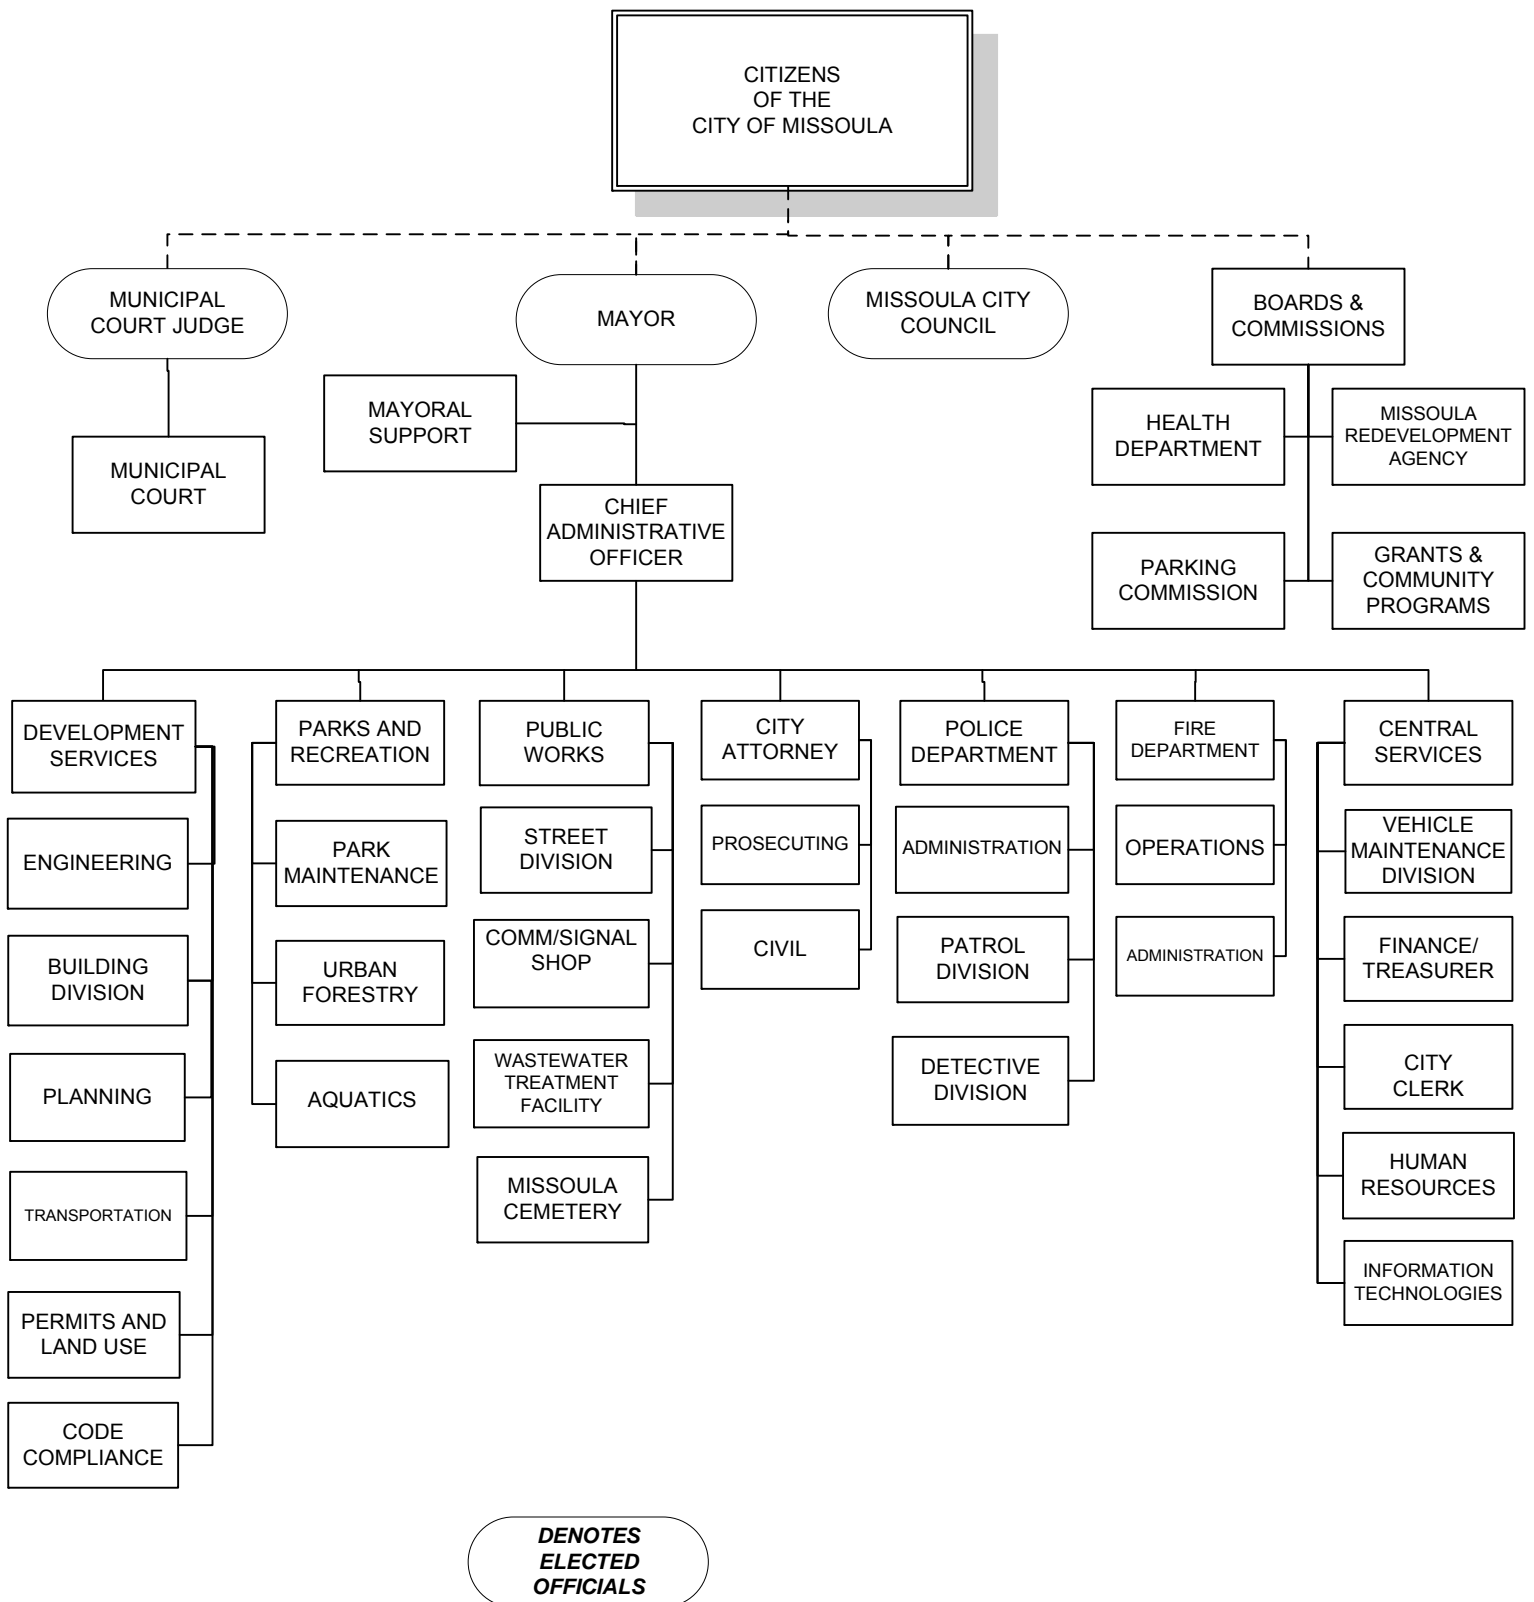 CITIZENS
OF THE
CITY OF MISSOULA
MUNICIPAL
COURT JUDGE
MAYOR
MISSOULA CITY
COUNCIL
BOARDS &
COMMISSIONS
MAYORAL
SUPPORT
MUNICIPAL
COURT
CHIEF
ADMINISTRATIVE
OFFICER
HEALTH
DEPARTMENT
MISSOULA
REDEVELOPMENT
AGENCY
PARKING
COMMISSION
GRANTS &
COMMUNITY
PROGRAMS
DEVELOPMENT
SERVICES
ENGINEERING
BUILDING
DIVISION
PLANNING
TRANSPORTATION
PERMITS AND
LAND USE
CODE
COMPLIANCE
PARKS AND
RECREATION
PARK
MAINTENANCE
URBAN
FORESTRY
AQUATICS
PUBLIC
WORKS
STREET
DIVISION
COMM/SIGNAL
SHOP
WASTEWATER
TREATMENT
FACILITY
MISSOULA
CEMETERY
CITY
ATTORNEY
PROSECUTING
CIVIL
POLICE
DEPARTMENT
ADMINISTRATION
PATROL
DIVISION
DETECTIVE
DIVISION
FIRE
DEPARTMENT
OPERATIONS
ADMINISTRATION
CENTRAL
SERVICES
VEHICLE
MAINTENANCE
DIVISION
FINANCE/
TREASURER
CITY
CLERK
HUMAN
RESOURCES
INFORMATION
TECHNOLOGIES
DENOTES
ELECTED
OFFICIALS